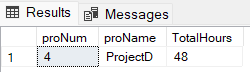 Results Messages
proNum proName TotalHours
1 4 ProjectD 48